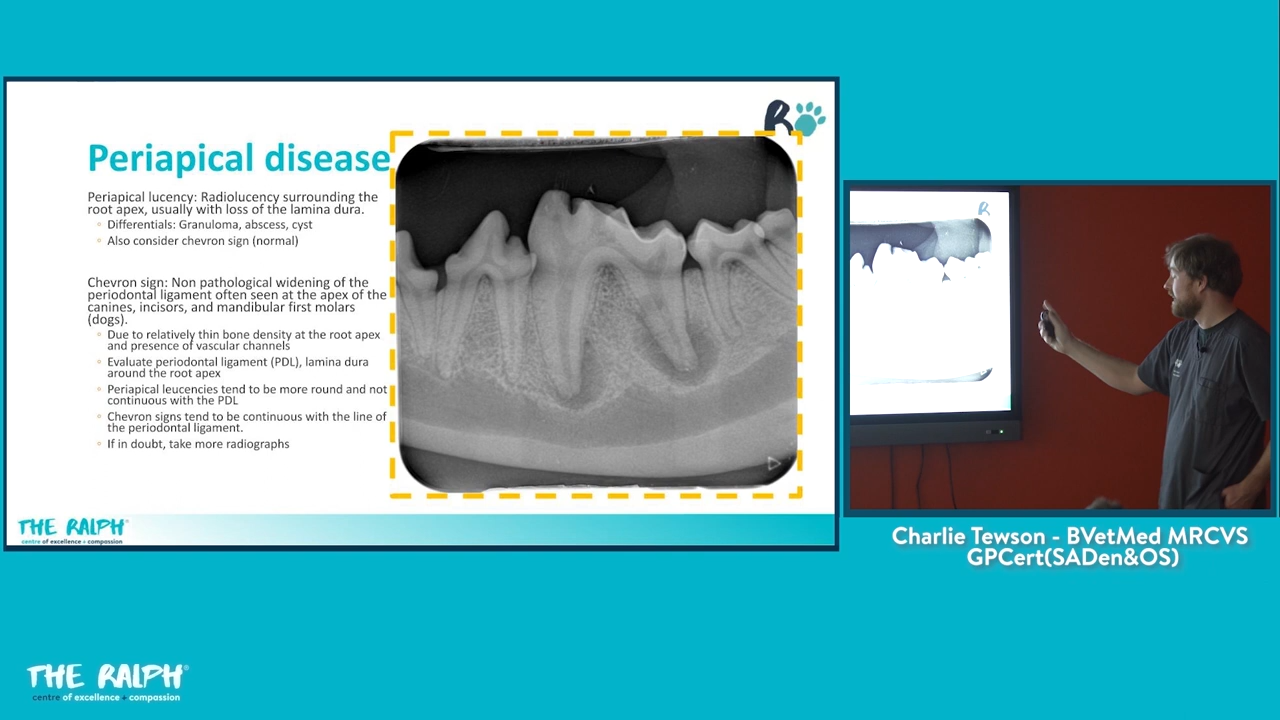 R
Periapical disease
Periapical lucency: Radiolucency surrounding the
root apex, usually with loss of the lamina dura.
Differentials: Granuloma, abscess, cyst
Also consider chevron sign (normal)
Chevron sign: Non pathological widening of the
periodontal ligament often seen at the apex of the
canines, incisors, and mandibular first molars
(dogs).
Due to relatively thin bone density at the root apex
and presence of vascular channels
Evaluate periodontal ligament (PDL), lamina dura
around the root apex
Periapical leucencies tend to be more round and not
continuous with the PDL
Chevron signs tend to be continuous with the line of
the periodontal ligament.
If in doubt, take more radiographs
THE RALPH®
centre of excellence + compassion
R
Charlie Tewson - BVetMed MRCVS
GPCert(SADen&OS)
THE RALPH®
centre of excellence + compassion